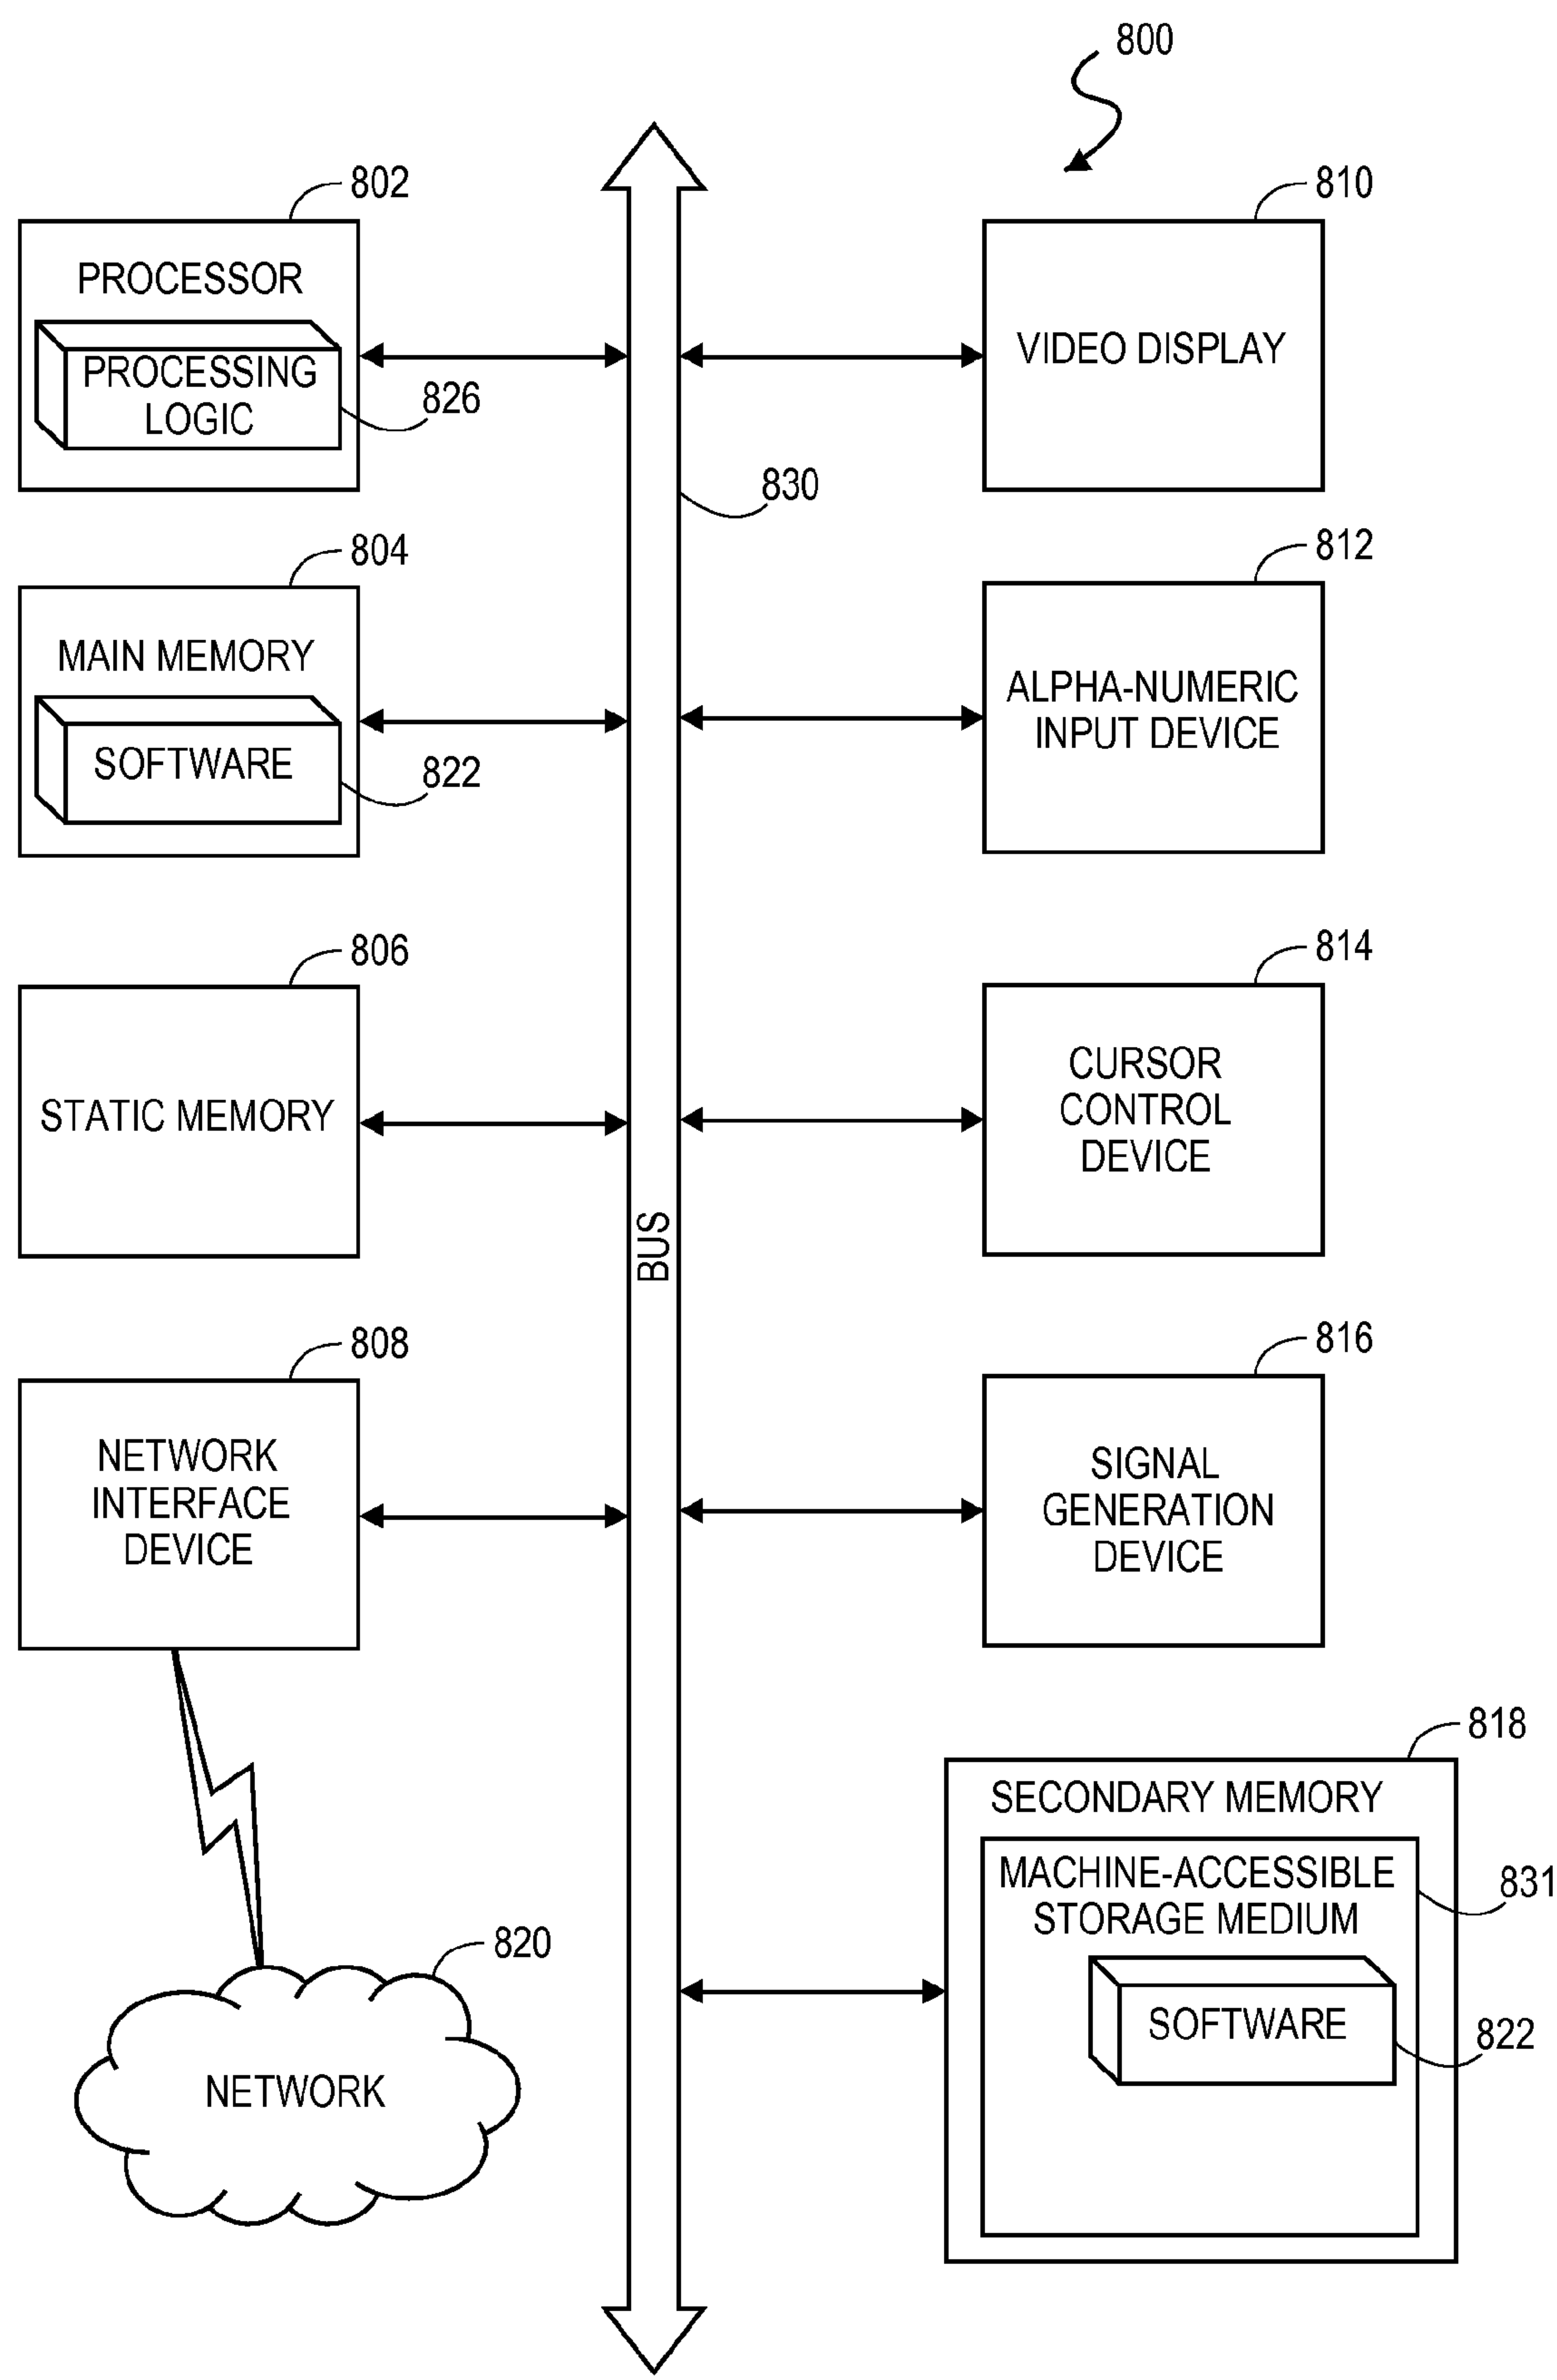 800
802
PROCESSOR
PROCESSING
LOGIC
826
804
MAIN MEMORY
SOFTWARE
822
806
STATIC MEMORY
808
NETWORK
INTERFACE
DEVICE
820
NETWORK
830
BUS
810
VIDEO DISPLAY
812
ALPHA-NUMERIC
INPUT DEVICE
814
CURSOR
CONTROL
DEVICE
816
SIGNAL
GENERATION
DEVICE
818
SECONDARY MEMORY
MACHINE-ACCESSIBLE
STORAGE MEDIUM
831
SOFTWARE
822